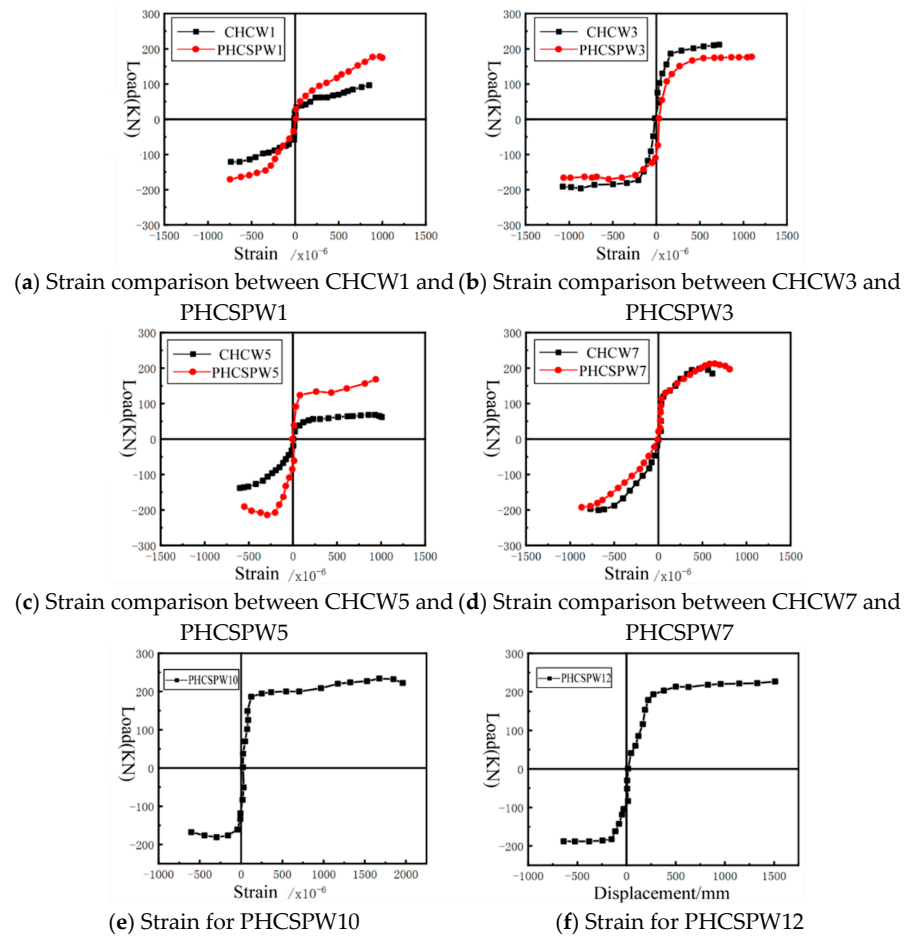 300
200
100
0
−100
−200
−300
Load(KN)
CHCW1
PHCSPW1
−1500 −1000 −500 0 500 1000 1500
Strain /x10⁻⁶
300
200
100
0
−100
−200
−300
Load(KN)
CHCW3
PHCSPW3
−1500 −1000 −500 0 500 1000 1500
Strain /x10⁻⁶
(a) Strain comparison between CHCW1 and
PHCSPW1
(b) Strain comparison between CHCW3 and
PHCSPW3
300
200
100
0
−100
−200
−300
Load(KN)
CHCW5
PHCSPW5
−1500 −1000 −500 0 500 1000 1500
Strain /x10⁻⁶
300
200
100
0
−100
−200
−300
Load(KN)
CHCW7
PHCSPW7
−1500 −1000 −500 0 500 1000 1500
Strain /x10⁻⁶
(c) Strain comparison between CHCW5 and
PHCSPW5
(d) Strain comparison between CHCW7 and
PHCSPW7
300
200
100
0
−100
−200
Load(KN)
PHCSPW10
−1000 −500 0 500 1000 1500 2000
Strain /x10⁻⁶
300
200
100
0
−100
−200
Load(KN)
PHCSPW12
−1000 −500 0 500 1000 1500
Displacement/mm
(e) Strain for PHCSPW10
(f) Strain for PHCSPW12